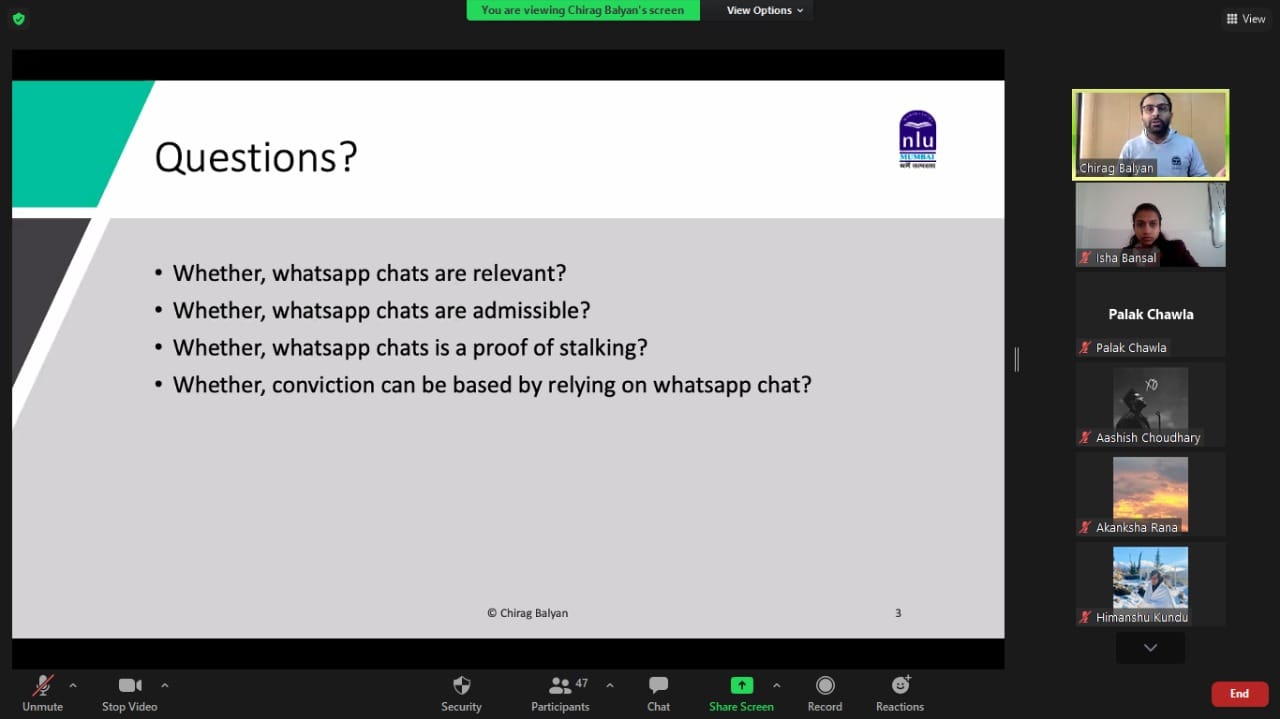 You are viewing Chirag Balyan's screen
View Options
View
Questions?
nlu
MUMBAI
• Whether, whatsapp chats are relevant?
• Whether, whatsapp chats are admissible?
• Whether, whatsapp chats is a proof of stalking?
• Whether, conviction can be based by relying on whatsapp chat?
© Chirag Balyan
3
Chirag Balyan
Isha Bansal
Palak Chawla
Palak Chawla
XO
Aashish Choudhary
Akanksha Rana
Himanshu Kundu
Unmute
Stop Video
Security
47
Participants
Chat
Share Screen
Record
Reactions
End